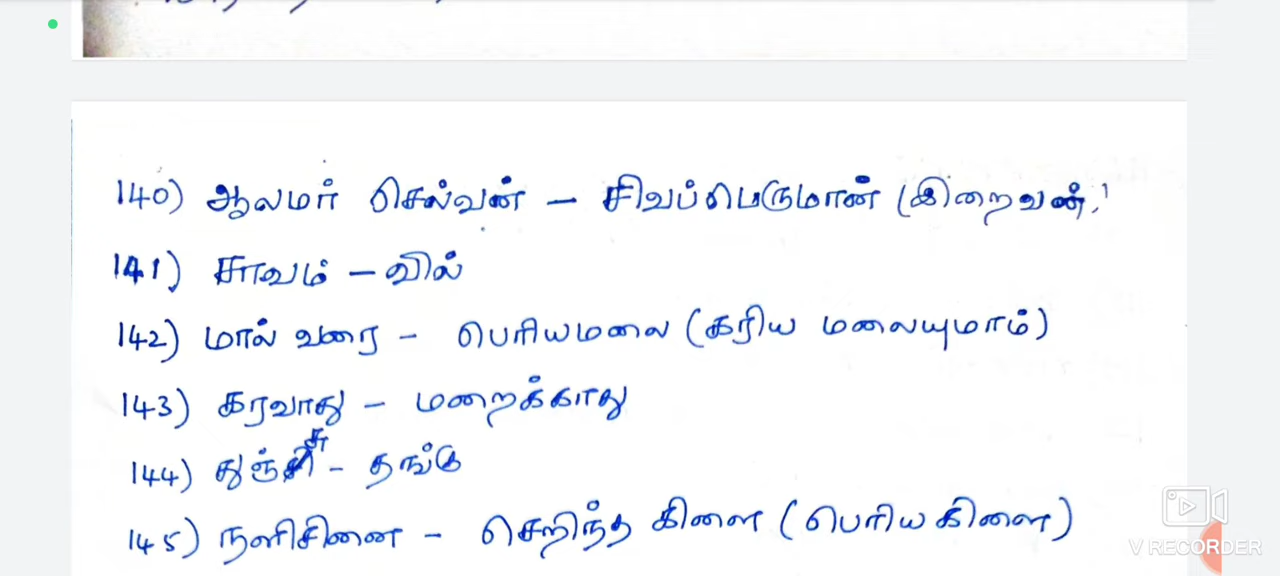 140) ஆலமர் செல்வன் - சிவப்பெருமான் (இறைவன்)
141) சாவம் - வில்
142) மால் வரை - பெரியமலை (கரிய மலையுமாம்)
143) கரவாது - மறைக்காது
144) துஞ்சு - தங்கு
145) நளிசினை - செறிந்த கிளை (பெரிய கிளை)
V RECORDER